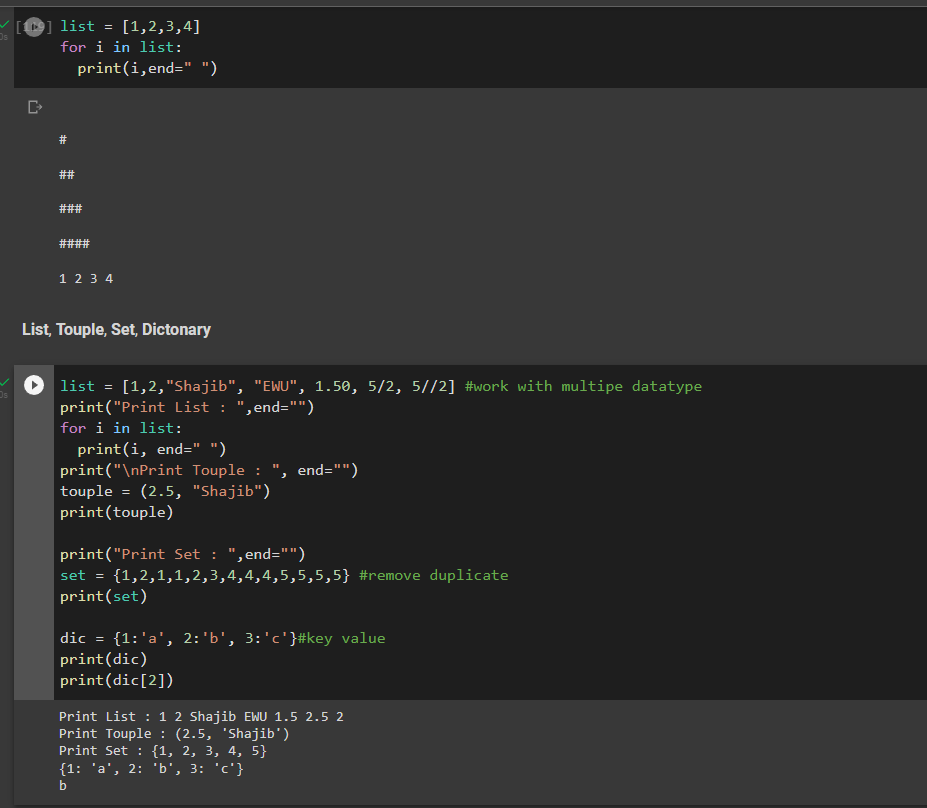 list = [1,2,3,4]
for i in list:
  print(i,end=" ")
#
##
###
####
1 2 3 4
List, Touple, Set, Dictonary
list = [1,2,"Shajib", "EWU", 1.50, 5/2, 5//2] #work with multipe datatype
print("Print List : ",end="")
for i in list:
  print(i, end=" ")
print("\nPrint Touple : ", end="")
touple = (2.5, "Shajib")
print(touple)
print("Print Set : ",end="")
set = {1,2,1,1,2,3,4,4,4,5,5,5,5} #remove duplicate
print(set)
dic = {1:'a', 2:'b', 3:'c'}#key value
print(dic)
print(dic[2])
Print List : 1 2 Shajib EWU 1.5 2.5 2
Print Touple : (2.5, 'Shajib')
Print Set : {1, 2, 3, 4, 5}
{1: 'a', 2: 'b', 3: 'c'}
b